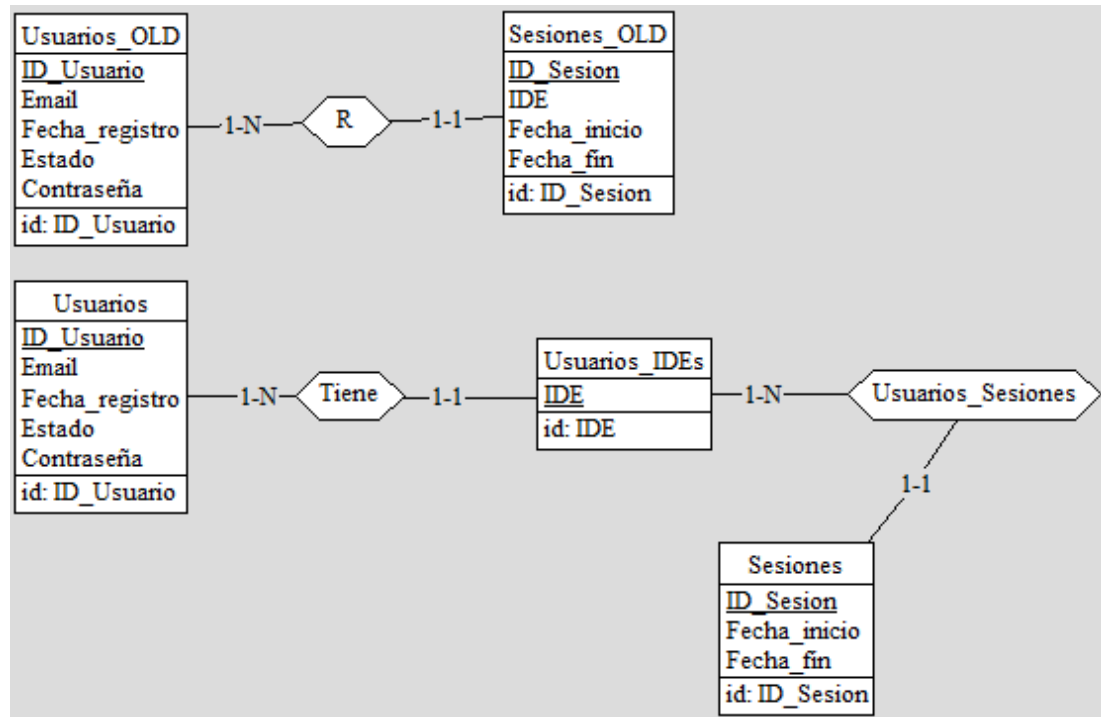 Usuarios_OLD
ID_Usuario
Email
Fecha_registro
Estado
Contraseña
id: ID_Usuario
1-N
R
1-1
Sesiones_OLD
ID_Sesion
IDE
Fecha_inicio
Fecha_fin
id: ID_Sesion
Usuarios
ID_Usuario
Email
Fecha_registro
Estado
Contraseña
id: ID_Usuario
1-N
Tiene
1-1
Usuarios_IDEs
IDE
id: IDE
1-N
Usuarios_Sesiones
1-1
Sesiones
ID_Sesion
Fecha_inicio
Fecha_fin
id: ID_Sesion